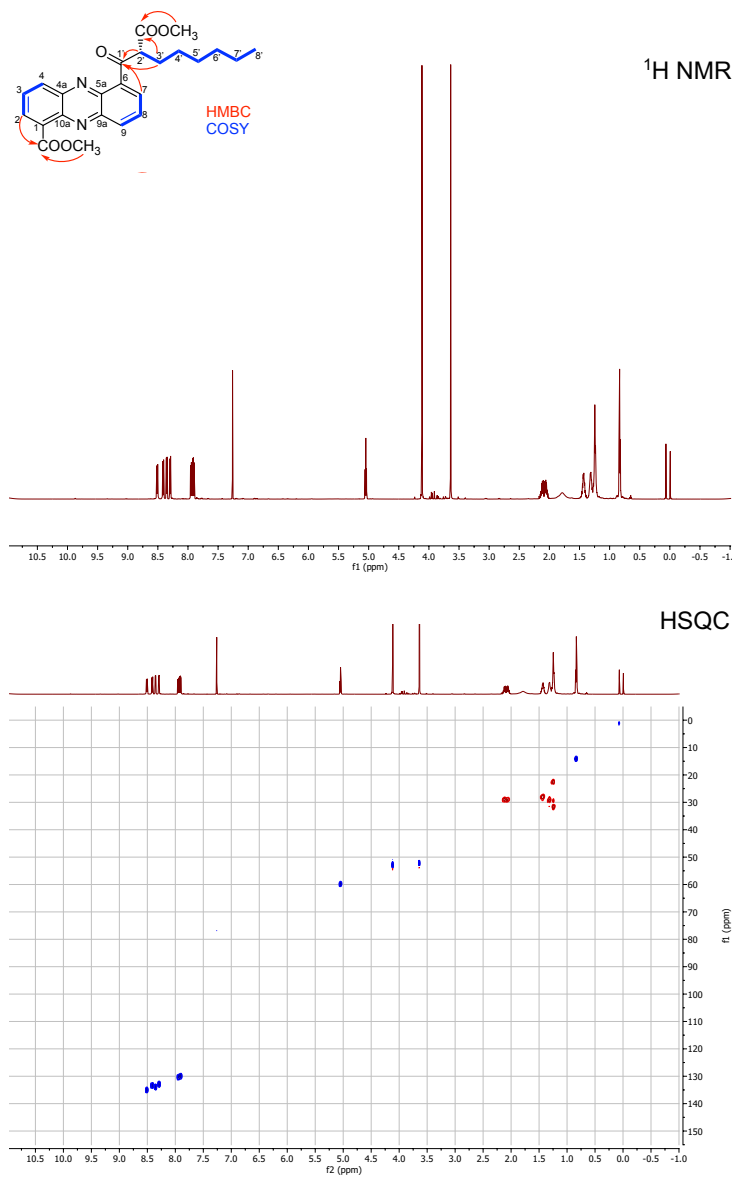 COOCH3
O
1'
2'
3'
4'
5'
6'
7'
8'
4
4a
N
5a
6
7
3
8
2
1
10a
N
9a
9
COOCH3
HMBC
COSY
1H NMR
10.5 10.0 9.5 9.0 8.5 8.0 7.5 7.0 6.5 6.0 5.5 5.0 4.5 4.0 3.5 3.0 2.5 2.0 1.5 1.0 0.5 0.0 -0.5 -1.
f1 (ppm)
HSQC
0
10
20
30
40
50
60
70
80
90
100
110
120
130
140
150
f1 (ppm)
10.5 10.0 9.5 9.0 8.5 8.0 7.5 7.0 6.5 6.0 5.5 5.0 4.5 4.0 3.5 3.0 2.5 2.0 1.5 1.0 0.5 0.0 -0.5 -1.0
f2 (ppm)